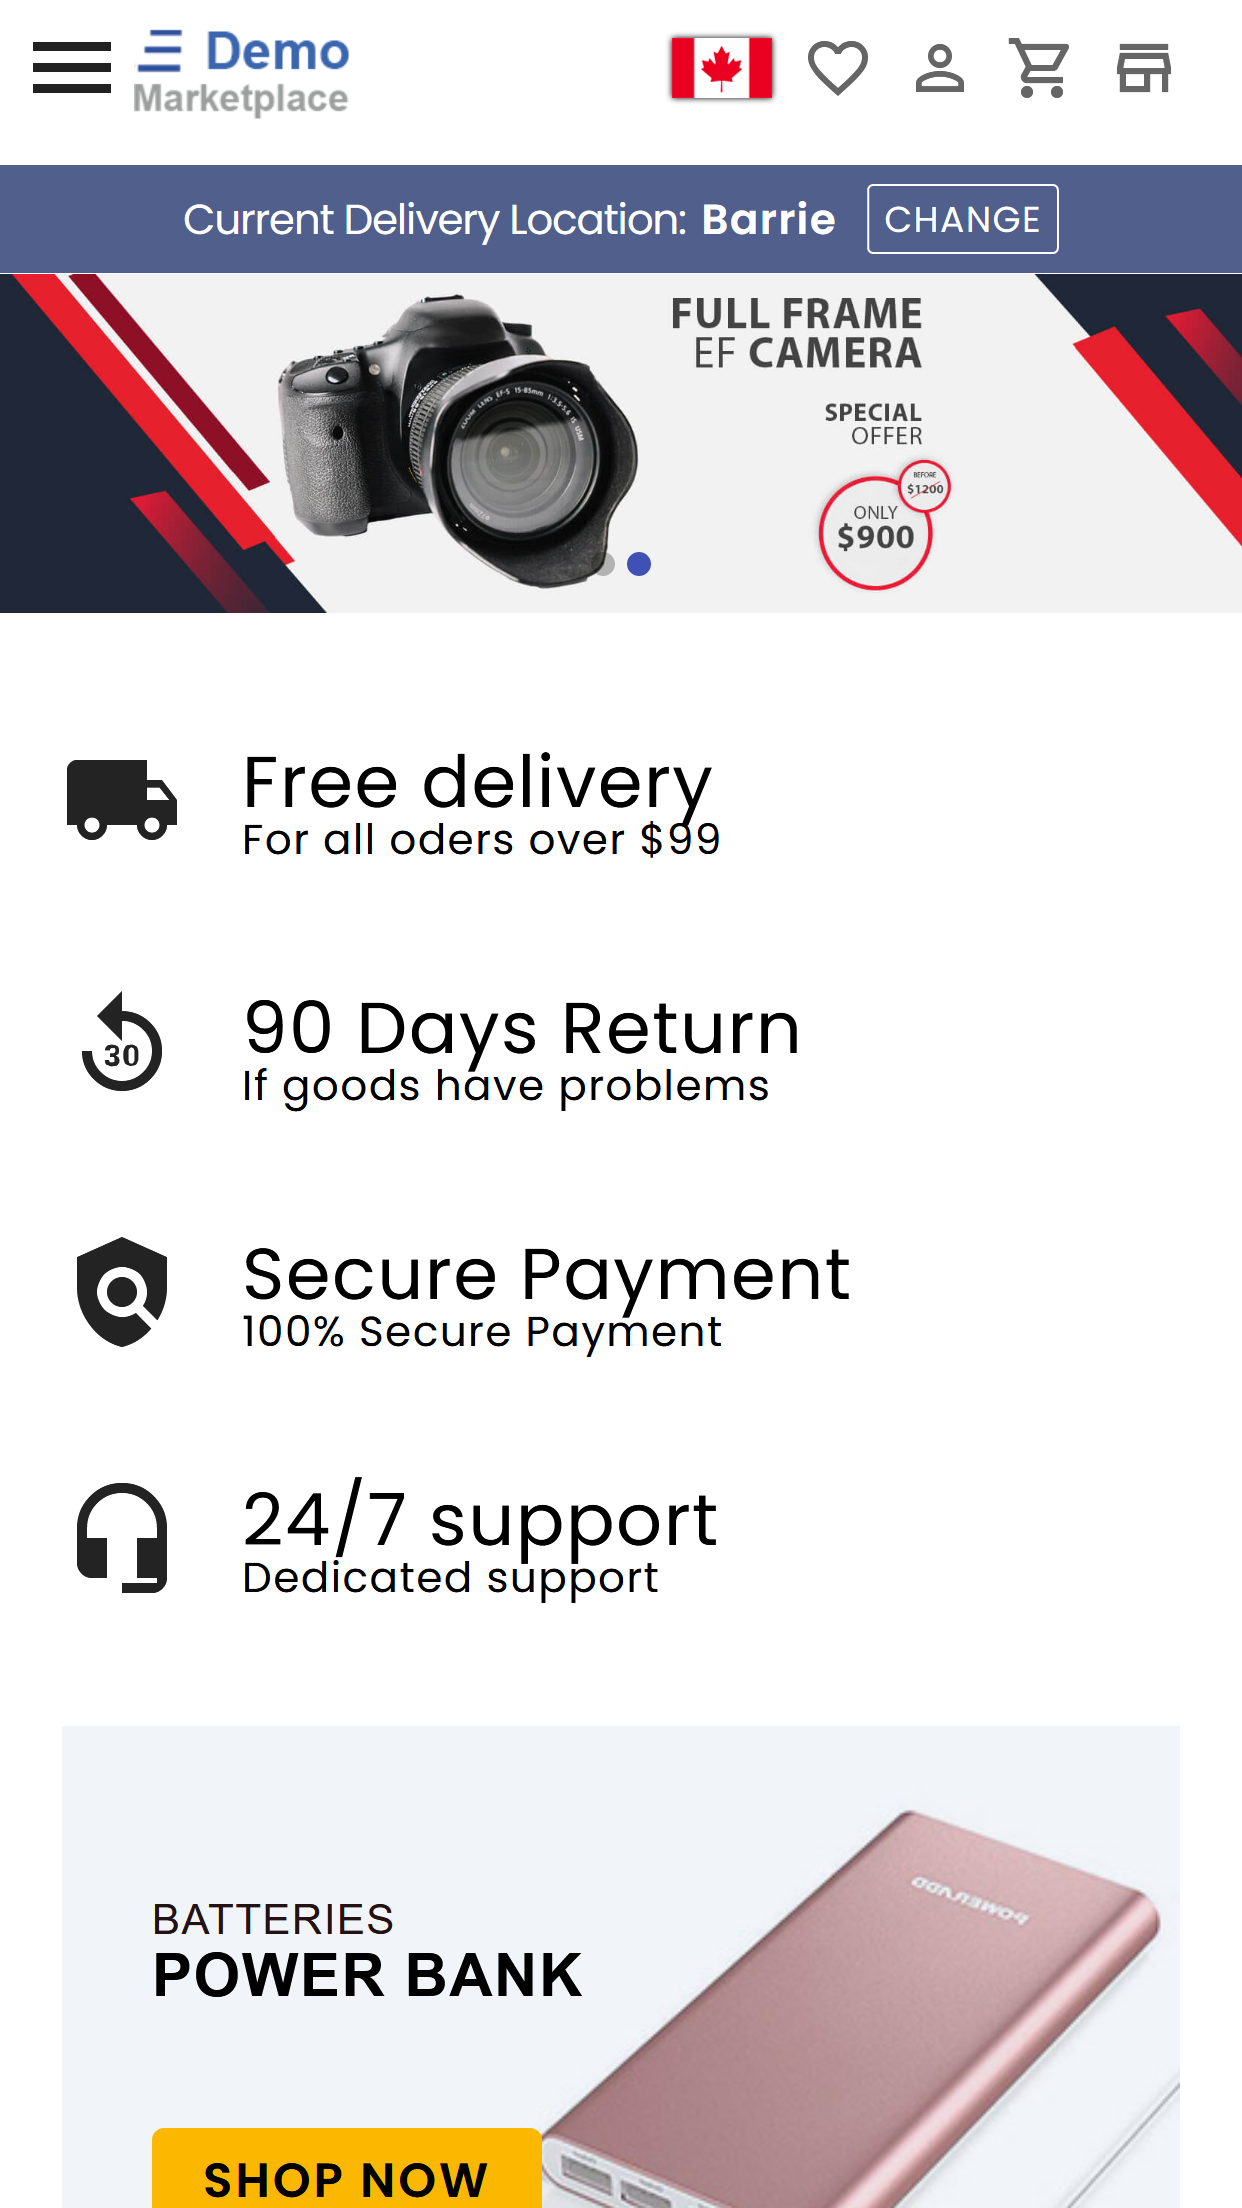 Demo
Marketplace
Current Delivery Location: Barrie CHANGE
FULL FRAME
EF CAMERA
SPECIAL
OFFER
BEFORE
$1200
ONLY
$900
Free delivery
For all oders over $99
90 Days Return
30
If goods have problems
Secure Payment
100% Secure Payment
24/7 support
Dedicated support
BATTERIES
POWER BANK
POWERADD
SHOP NOW